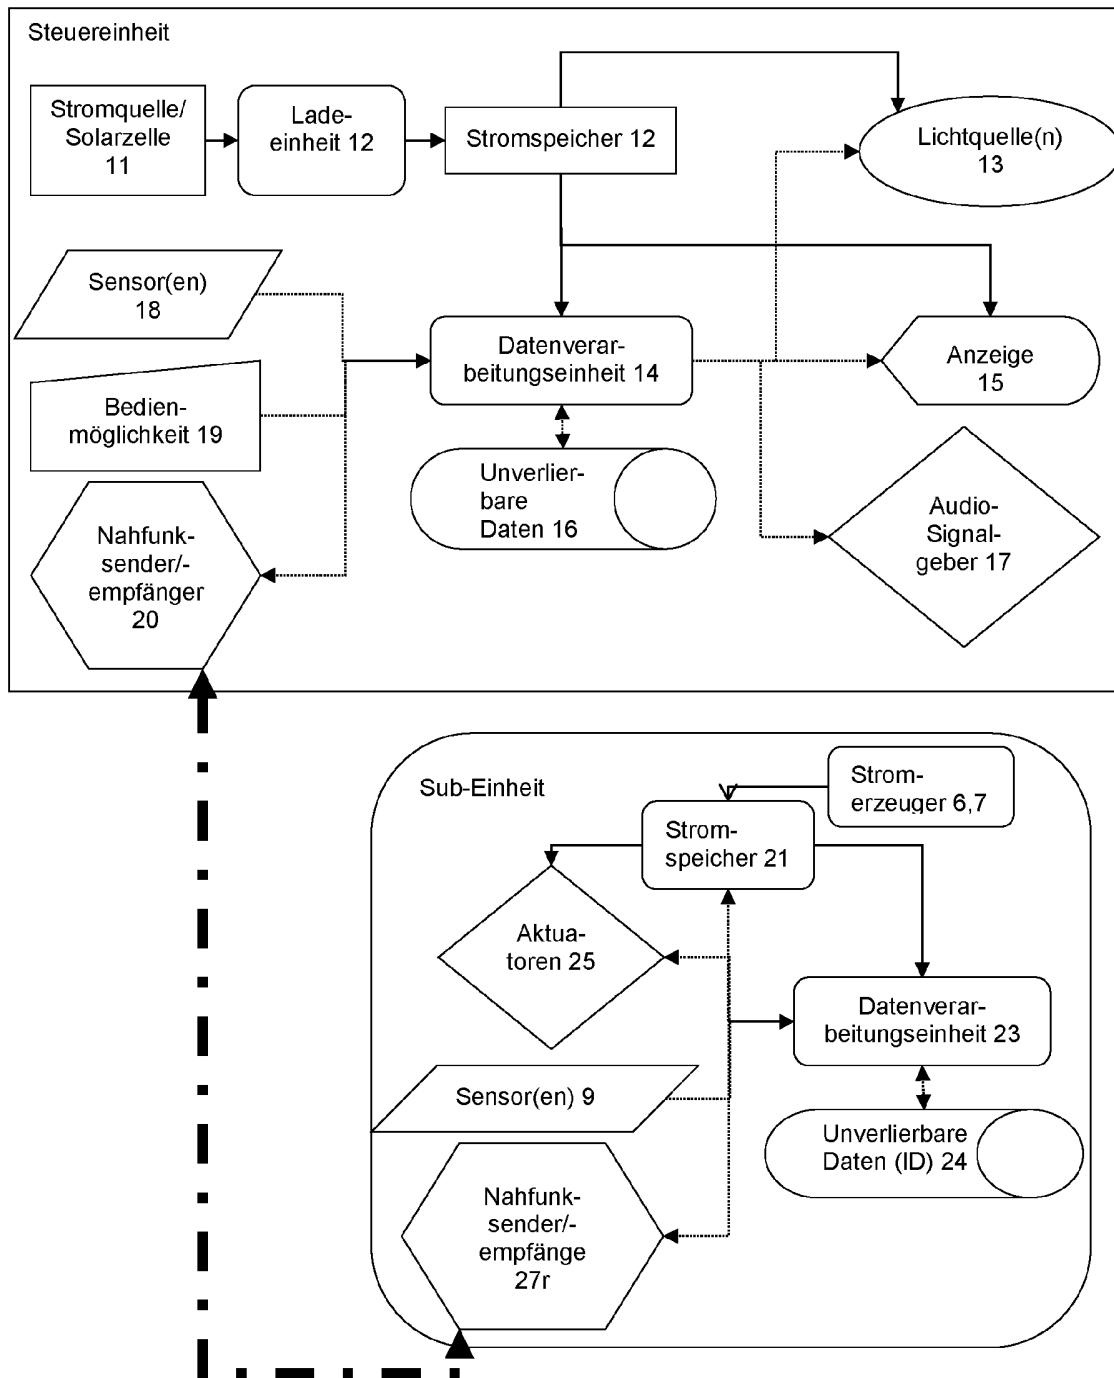 Steuereinheit
Stromquelle/
Solarzelle
11
Lade-
einheit 12
Stromspeicher 12
Lichtquelle(n)
13
Sensor(en)
18
Datenverar-
beitungseinheit 14
Anzeige
15
Bedien-
möglichkeit 19
Unverlier-
bare
Daten 16
Audio-
Signal-
geber 17
Nahfunk-
sender/-
empfänger
20
Sub-Einheit
Strom-
erzeuger 6,7
Strom-
speicher 21
Aktua-
toren 25
Datenverar-
beitungseinheit 23
Sensor(en) 9
Unverlierbare
Daten (ID) 24
Nahfunk-
sender/-
empfänge
27r